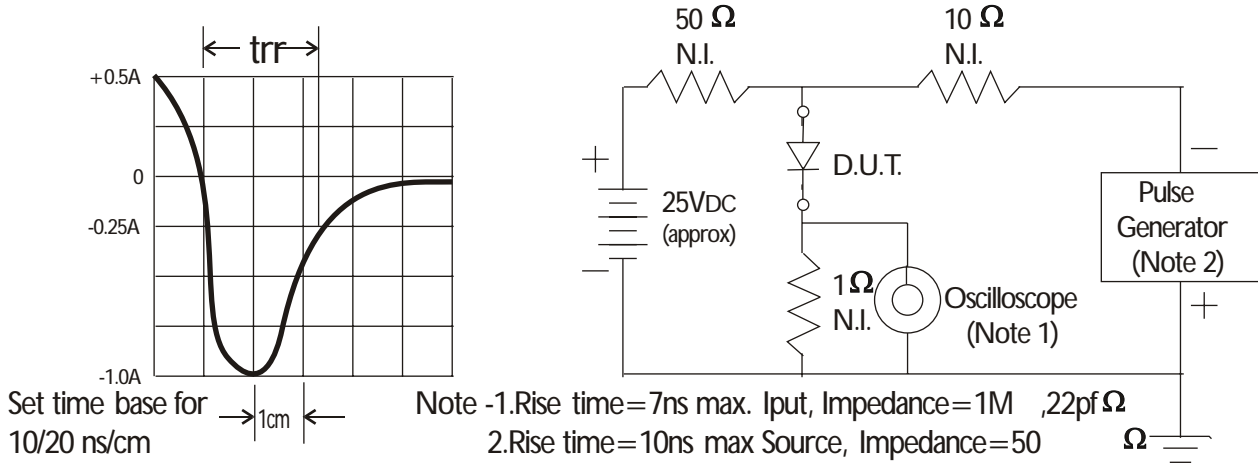 50 Ω
N.I.
10 Ω
N.I.
trr
+0.5A
0
-0.25A
-1.0A
+
25VDC
(approx)
−
D.U.T.
1Ω
N.I.
Oscilloscope
(Note 1)
−
Pulse
Generator
(Note 2)
+
Set time base for
10/20 ns/cm
1cm
Note -1.Rise time=7ns max. Iput, Impedance=1M ,22pf Ω
2.Rise time=10ns max Source, Impedance=50 Ω